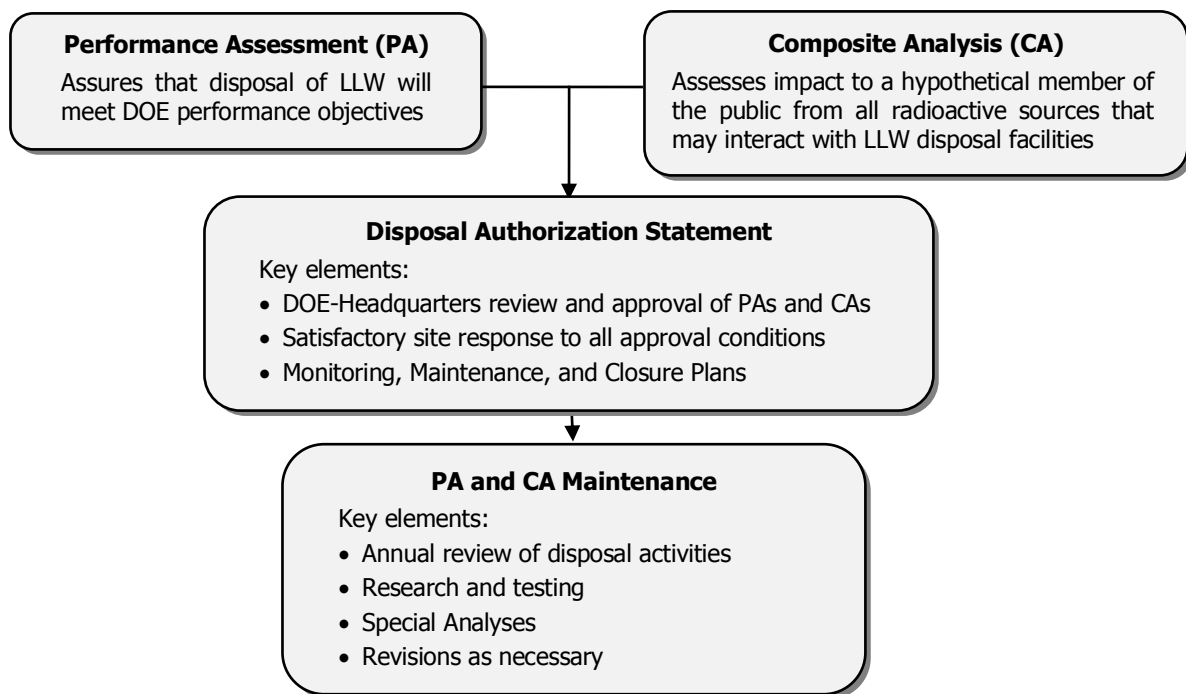 Performance Assessment (PA)
Assures that disposal of LLW will
meet DOE performance objectives
Composite Analysis (CA)
Assesses impact to a hypothetical member of
the public from all radioactive sources that
may interact with LLW disposal facilities
Disposal Authorization Statement
Key elements:
• DOE-Headquarters review and approval of PAs and CAs
• Satisfactory site response to all approval conditions
• Monitoring, Maintenance, and Closure Plans
PA and CA Maintenance
Key elements:
• Annual review of disposal activities
• Research and testing
• Special Analyses
• Revisions as necessary